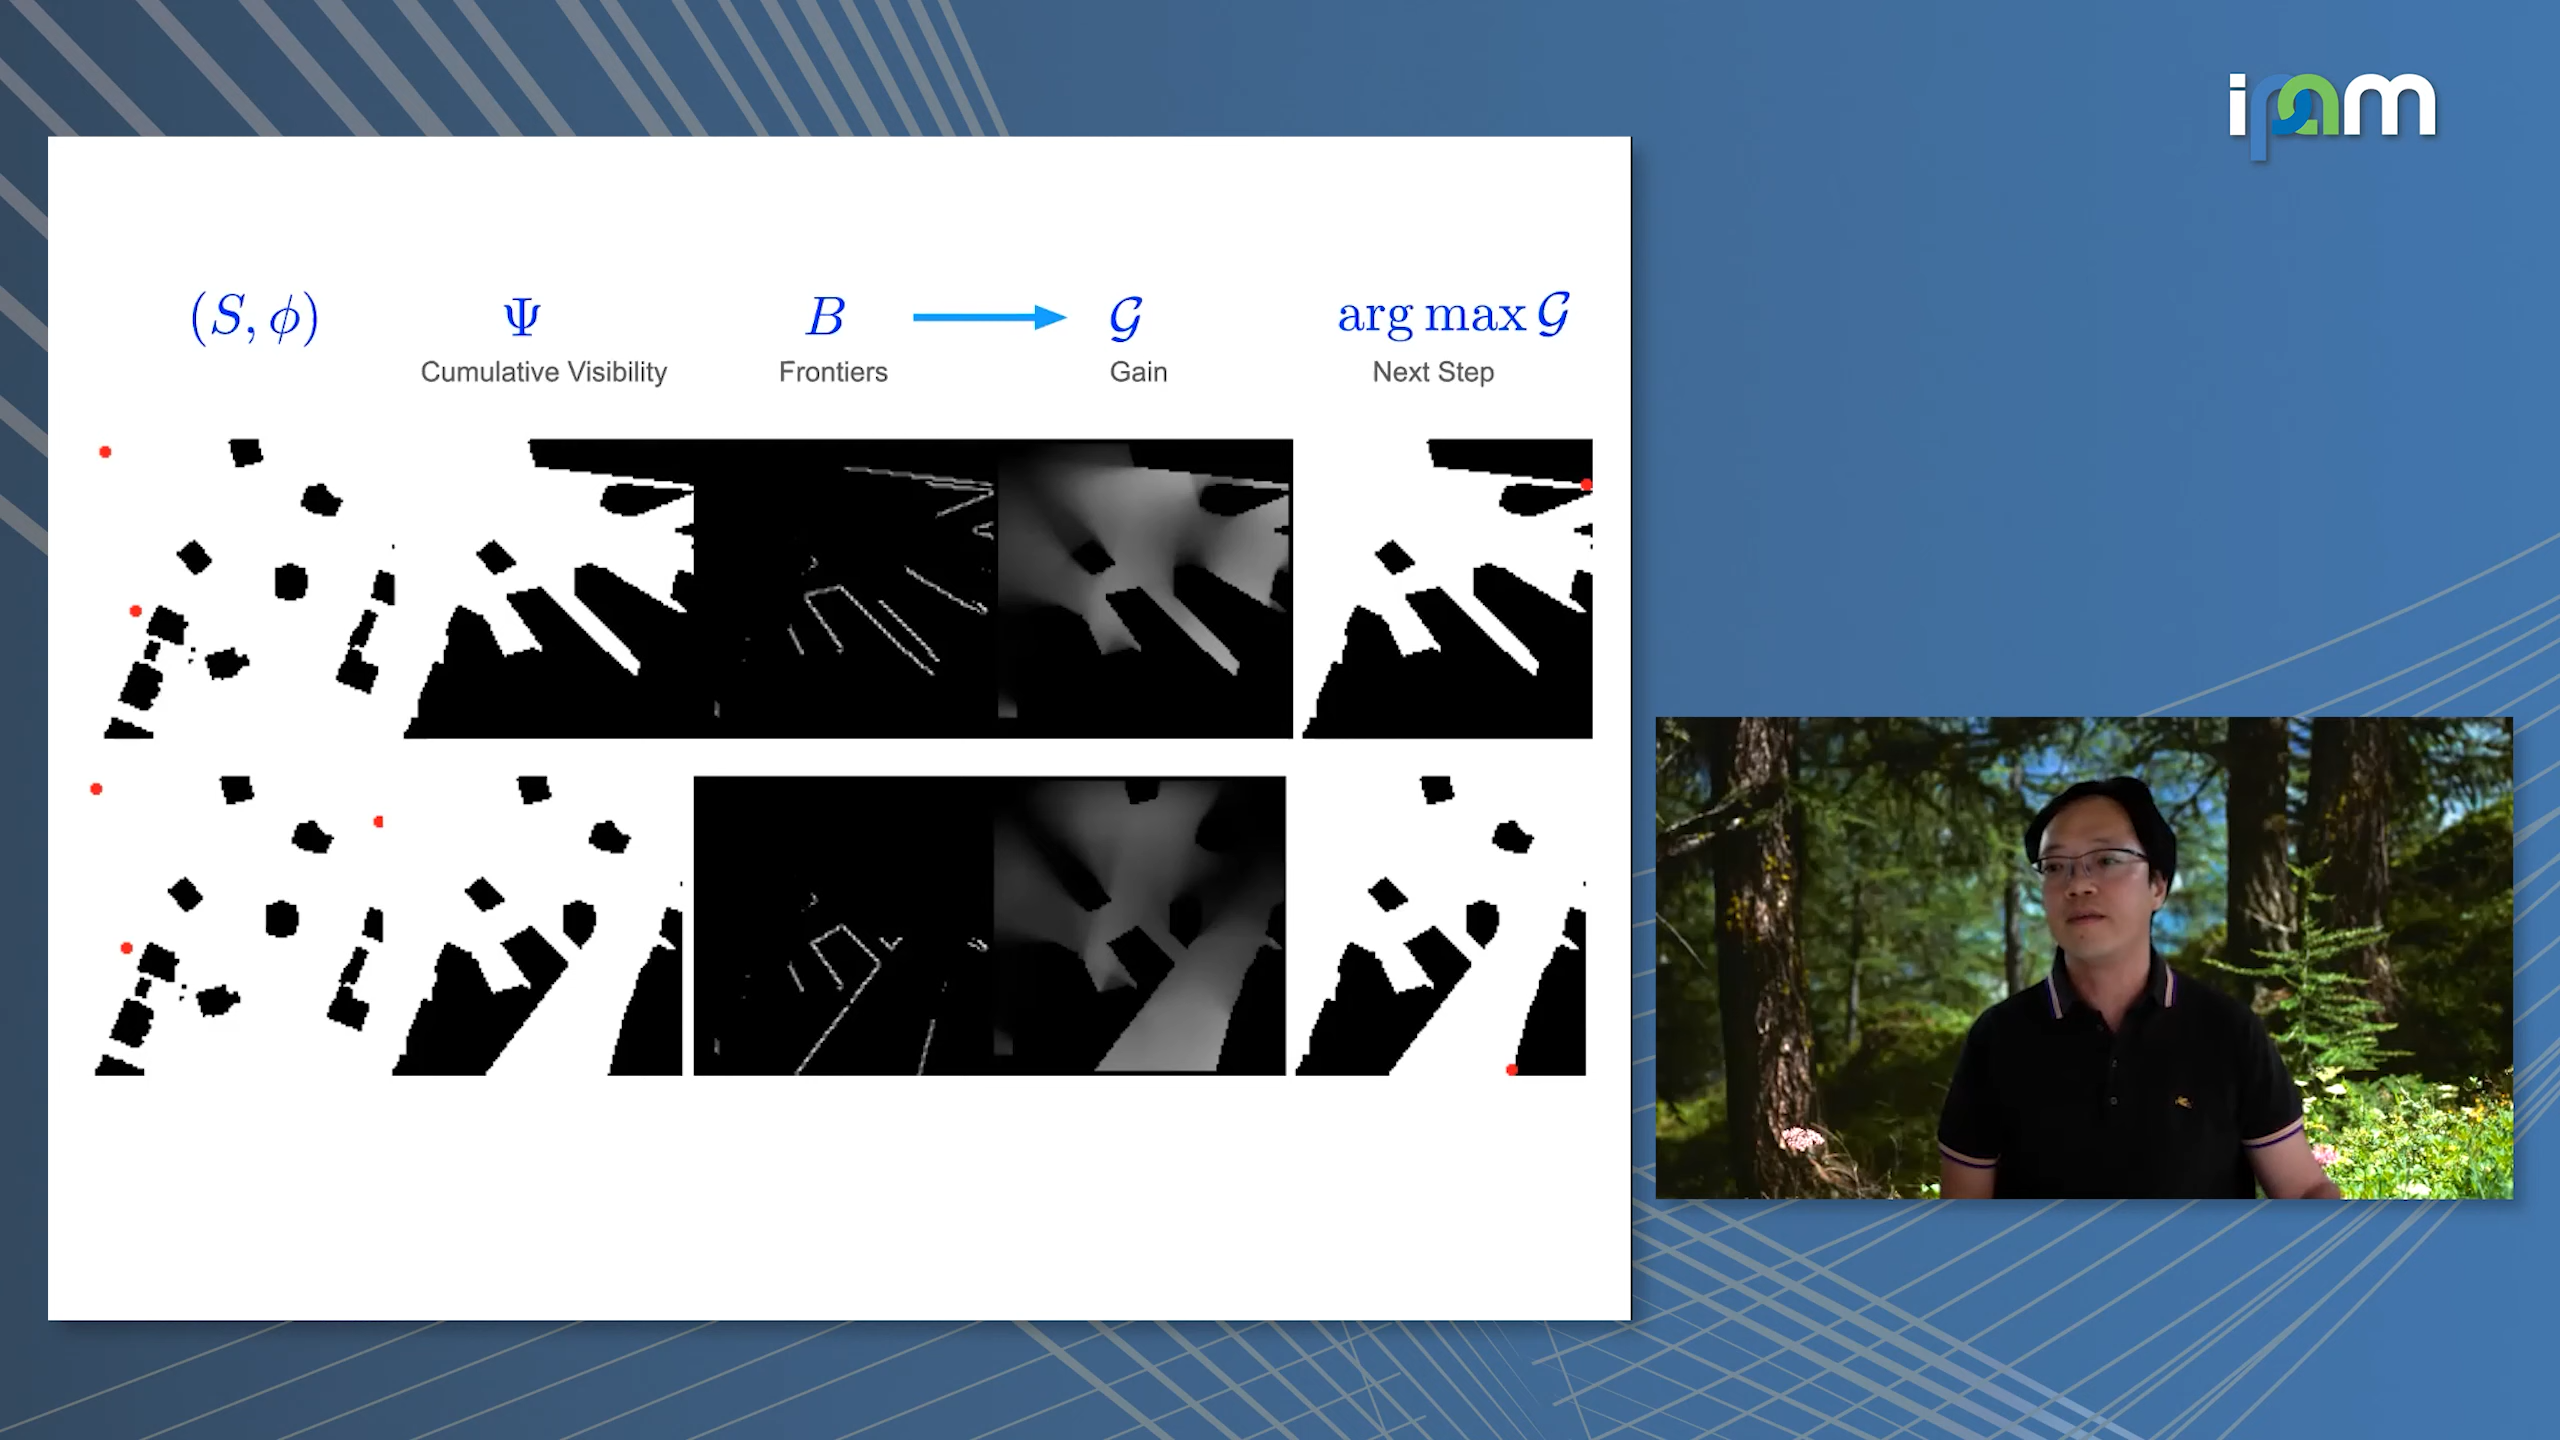 ipam
(S, ϕ) Ψ B 𝒢 arg max 𝒢
Cumulative Visibility Frontiers Gain Next Step